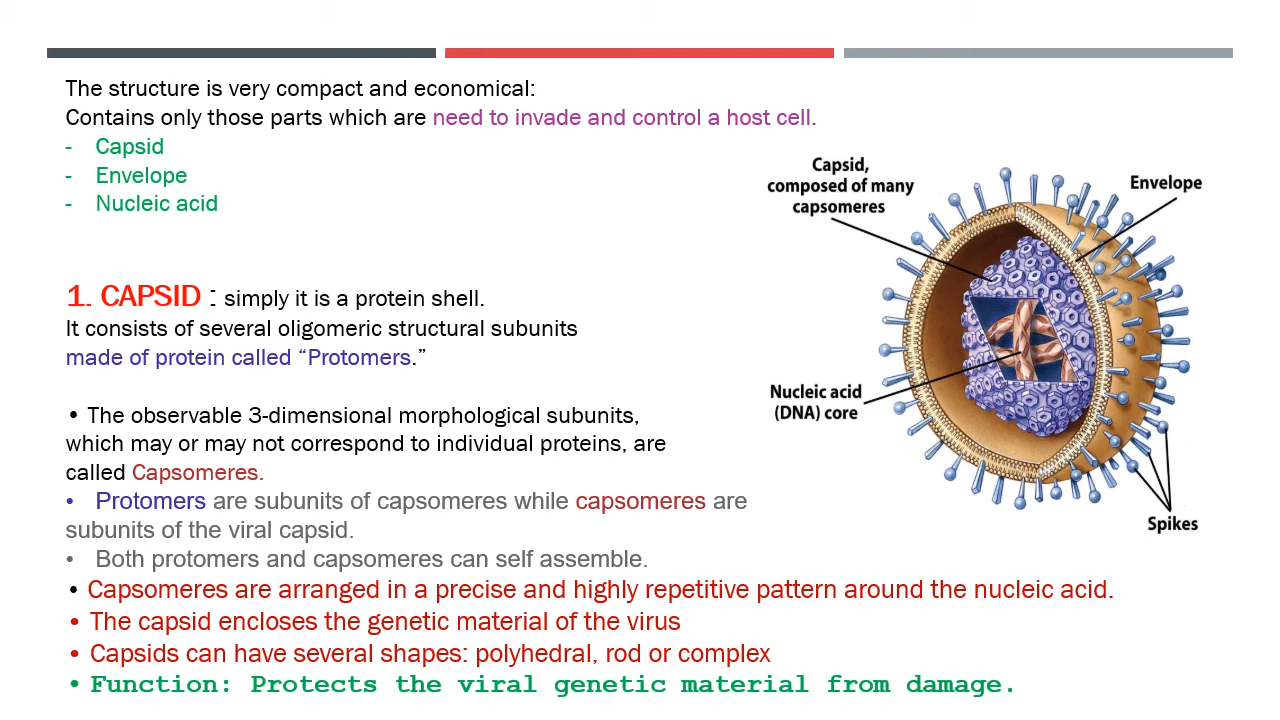 The structure is very compact and economical:
Contains only those parts which are need to invade and control a host cell.
- Capsid
- Envelope
- Nucleic acid
1. CAPSID : simply it is a protein shell.
It consists of several oligomeric structural subunits
made of protein called “Protomers.”
• The observable 3-dimensional morphological subunits,
which may or may not correspond to individual proteins, are
called Capsomeres.
• Protomers are subunits of capsomeres while capsomeres are
subunits of the viral capsid.
• Both protomers and capsomeres can self assemble.
• Capsomeres are arranged in a precise and highly repetitive pattern around the nucleic acid.
• The capsid encloses the genetic material of the virus
• Capsids can have several shapes: polyhedral, rod or complex
• Function: Protects the viral genetic material from damage.
Capsid,
composed of many
capsomeres
Envelope
Nucleic acid
(DNA) core
Spikes